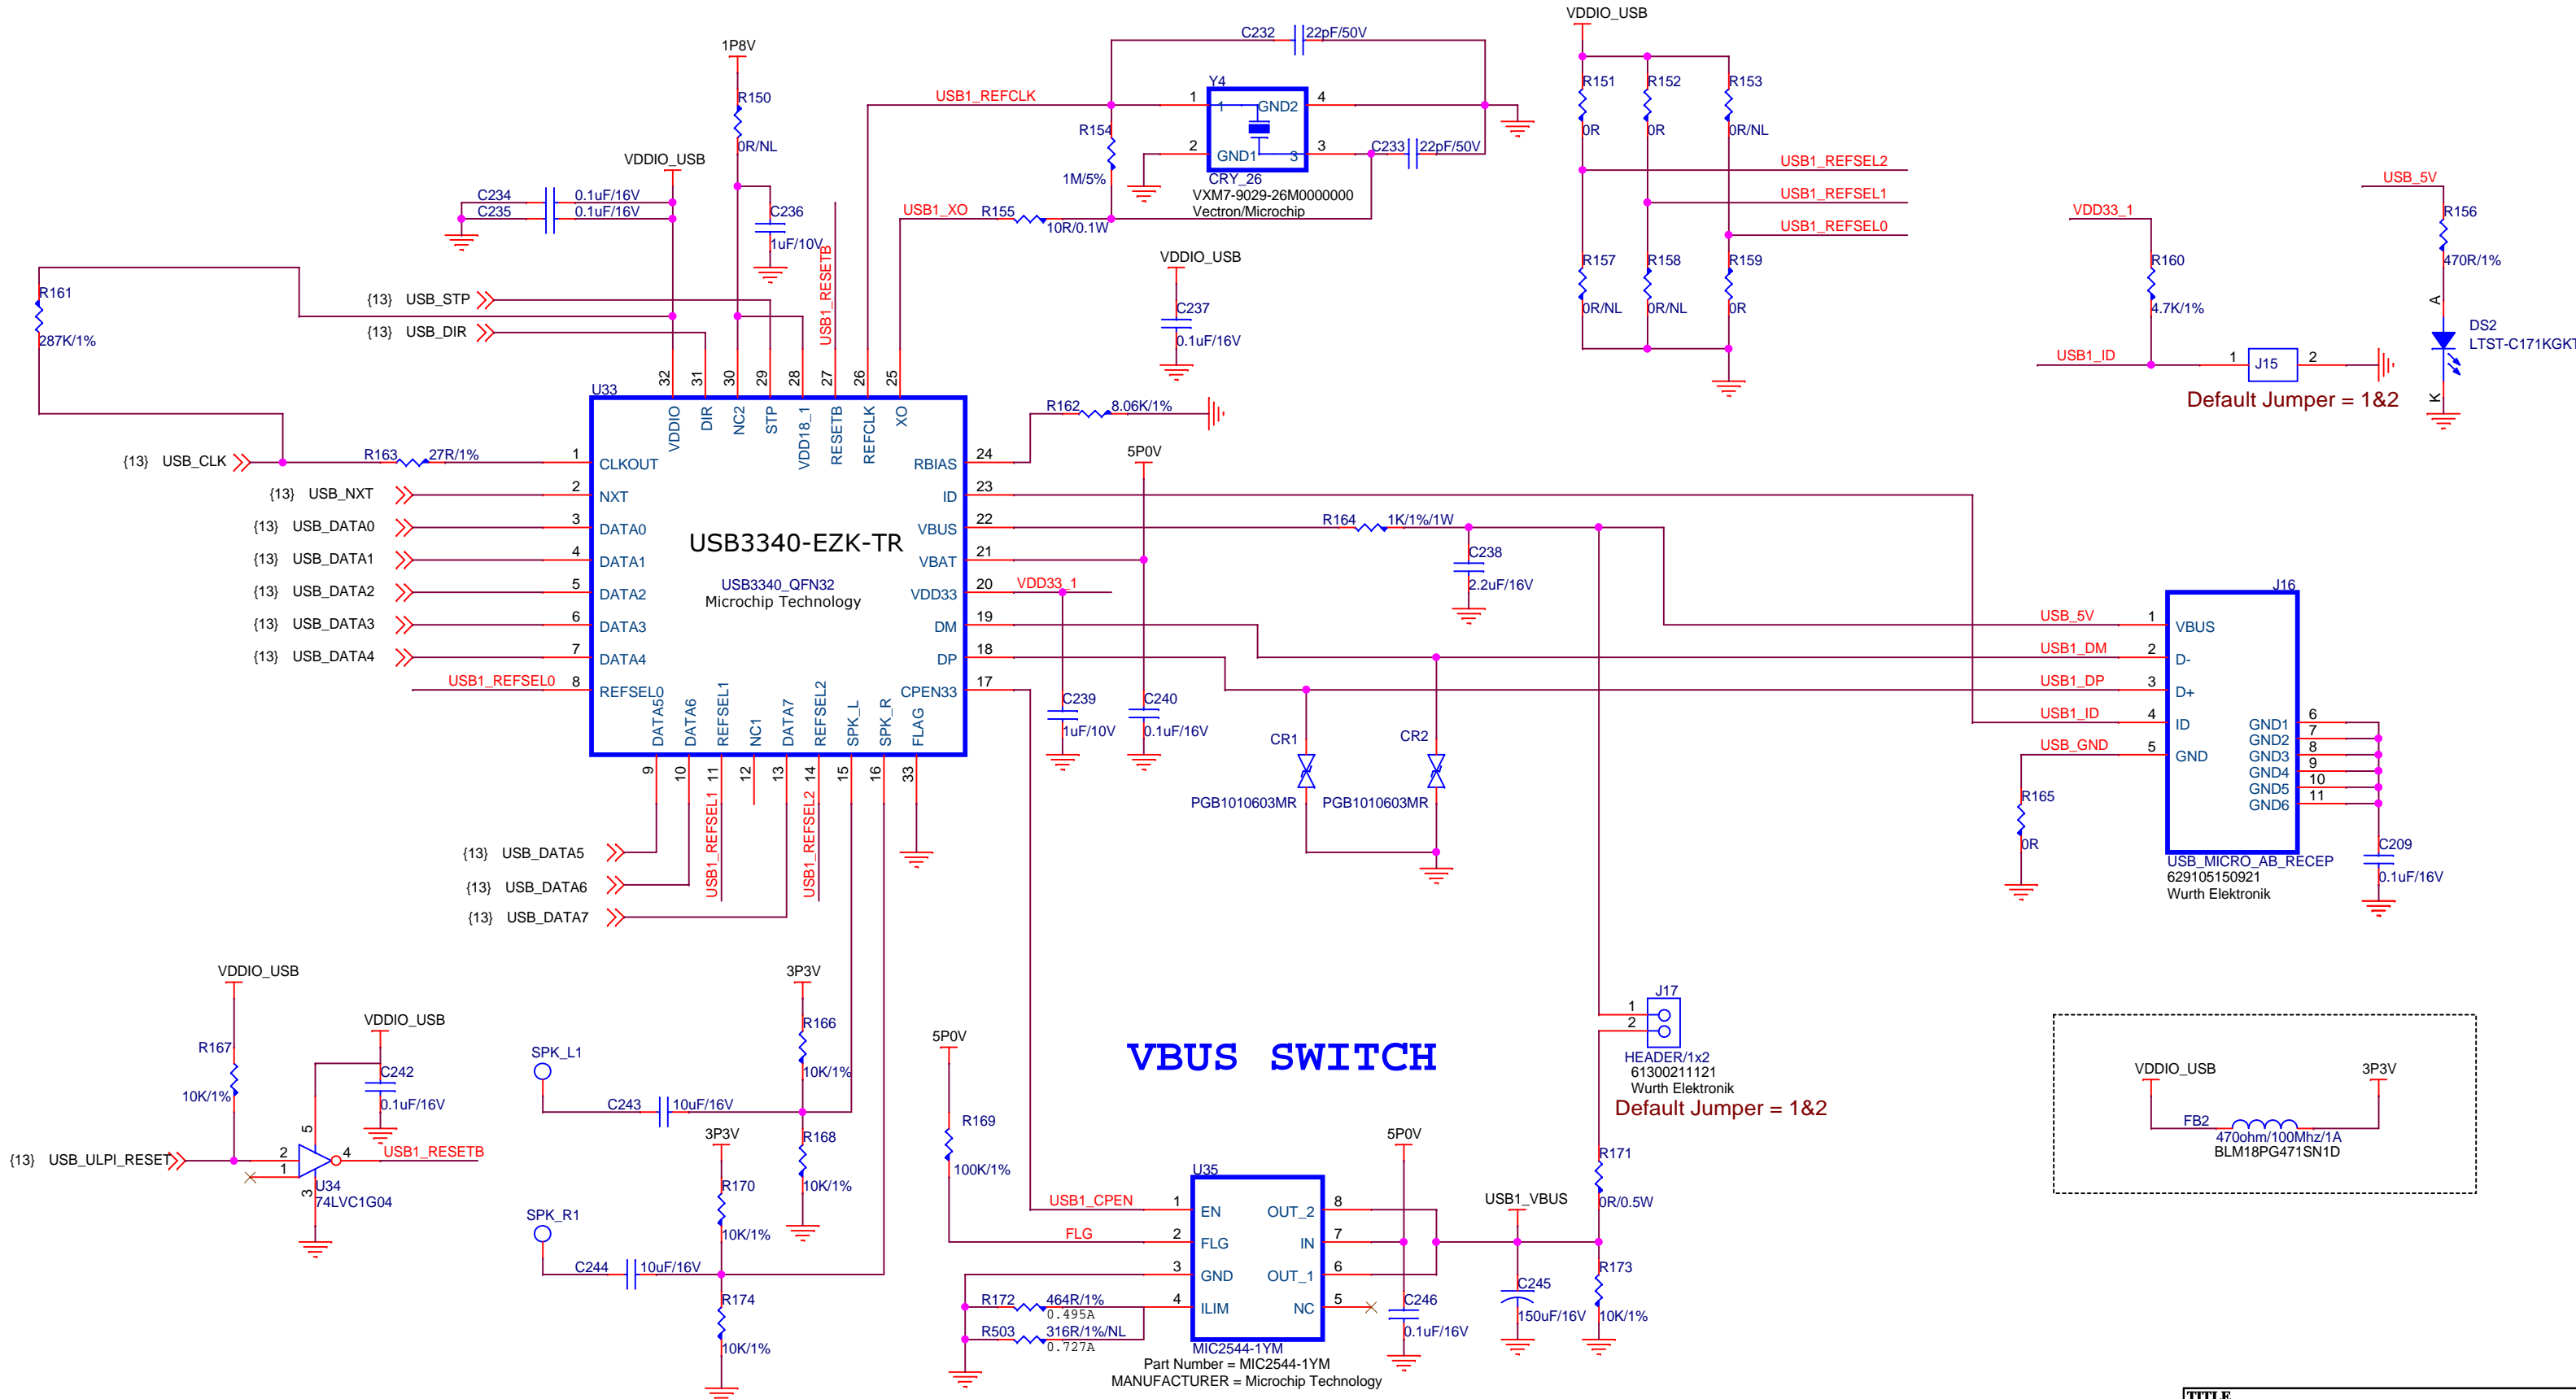 VDDIO_USB
C232 22pF/50V
1P8V
R151 R152 R153
0R 0R 0R/NL
Y4
1 1 GND2 4
2 GND1 3 3
CRY_26
VXM7-9029-26M0000000
Vectron/Microchip
R150
0R/NL
USB1_REFCLK
R154
1M/5%
C233 22pF/50V
VDDIO_USB
C234 0.1uF/16V
C235 0.1uF/16V
C236
1uF/10V
USB1_RESETB
USB1_XO R155
10R/0.1W
USB1_REFSEL2
USB1_REFSEL1
USB1_REFSEL0
R157 R158 R159
0R/NL 0R/NL 0R
VDDIO_USB
C237
0.1uF/16V
USB_5V
R156
470R/1%
A
DS2
LTST-C171KGKT
K
VDD33_1
R160
4.7K/1%
USB1_ID
1 J15 2
Default Jumper = 1&2
R161
287K/1%
{13} USB_STP
{13} USB_DIR
32 31 30 29 28 27 26 25
U33
VDDIO DIR NC2 STP VDD18_1 RESETB REFCLK XO
R162 8.06K/1%
5P0V
{13} USB_CLK R163 27R/1% 1 CLKOUT
{13} USB_NXT 2 NXT
{13} USB_DATA0 3 DATA0
{13} USB_DATA1 4 DATA1
{13} USB_DATA2 5 DATA2
{13} USB_DATA3 6 DATA3
{13} USB_DATA4 7 DATA4
USB1_REFSEL0 8 REFSEL0
USB3340-EZK-TR
USB3340_QFN32
Microchip Technology
RBIAS 24
ID 23
VBUS 22
VBAT 21
VDD33 20 VDD33_1
DM 19
DP 18
CPEN33 17
DATA5 DATA6 REFSEL1 NC1 DATA7 REFSEL2 SPK_L SPK_R FLAG
9 10 11 12 13 14 15 16 33
USB1_REFSEL1
USB1_REFSEL2
R164 1K/1%/1W
C238
2.2uF/16V
C239
1uF/10V
C240
0.1uF/16V
CR1
PGB1010603MR
CR2
PGB1010603MR
J16
USB_5V 1 VBUS
USB1_DM 2 D-
USB1_DP 3 D+
USB1_ID 4 ID
USB_GND 5 GND
GND1 6
GND2 7
GND3 8
GND4 9
GND5 10
GND6 11
USB_MICRO_AB_RECEP
629105150921
Wurth Elektronik
R165
0R
C209
0.1uF/16V
{13} USB_DATA5
{13} USB_DATA6
{13} USB_DATA7
VDDIO_USB
R167
10K/1%
VDDIO_USB
C242
0.1uF/16V
{13} USB_ULPI_RESET
2 5 4
1
3
U34
74LVC1G04
USB1_RESETB
3P3V
R166
10K/1%
SPK_L1
C243 10uF/16V
R168
10K/1%
3P3V
R170
10K/1%
SPK_R1
C244 10uF/16V
R174
10K/1%
VBUS SWITCH
5P0V
R169
100K/1%
U35
USB1_CPEN 1 EN
FLG 2 FLG
3 GND
4 ILIM
OUT_2 8
IN 7
OUT_1 6
NC 5
R172 464R/1%
0.495A
R503 316R/1%/NL
0.727A
MIC2544-1YM
Part Number = MIC2544-1YM
MANUFACTURER = Microchip Technology
5P0V
C246
0.1uF/16V
USB1_VBUS
C245
150uF/16V
J17
1
2
HEADER/1x2
61300211121
Wurth Elektronik
Default Jumper = 1&2
R171
0R/0.5W
R173
10K/1%
VDDIO_USB 3P3V
FB2
470ohm/100Mhz/1A
BLM18PG471SN1D
TITLE